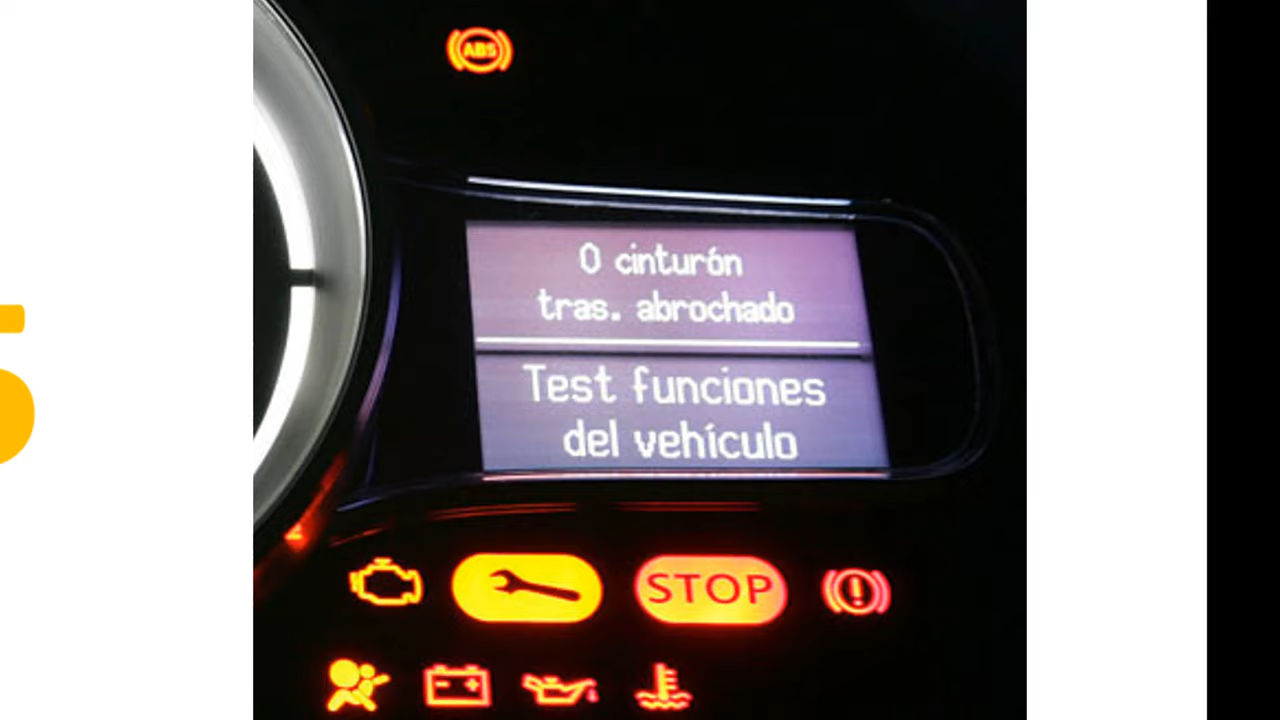 ABS
0 cinturón
tras. abrochado
Test funciones
del vehículo
STOP